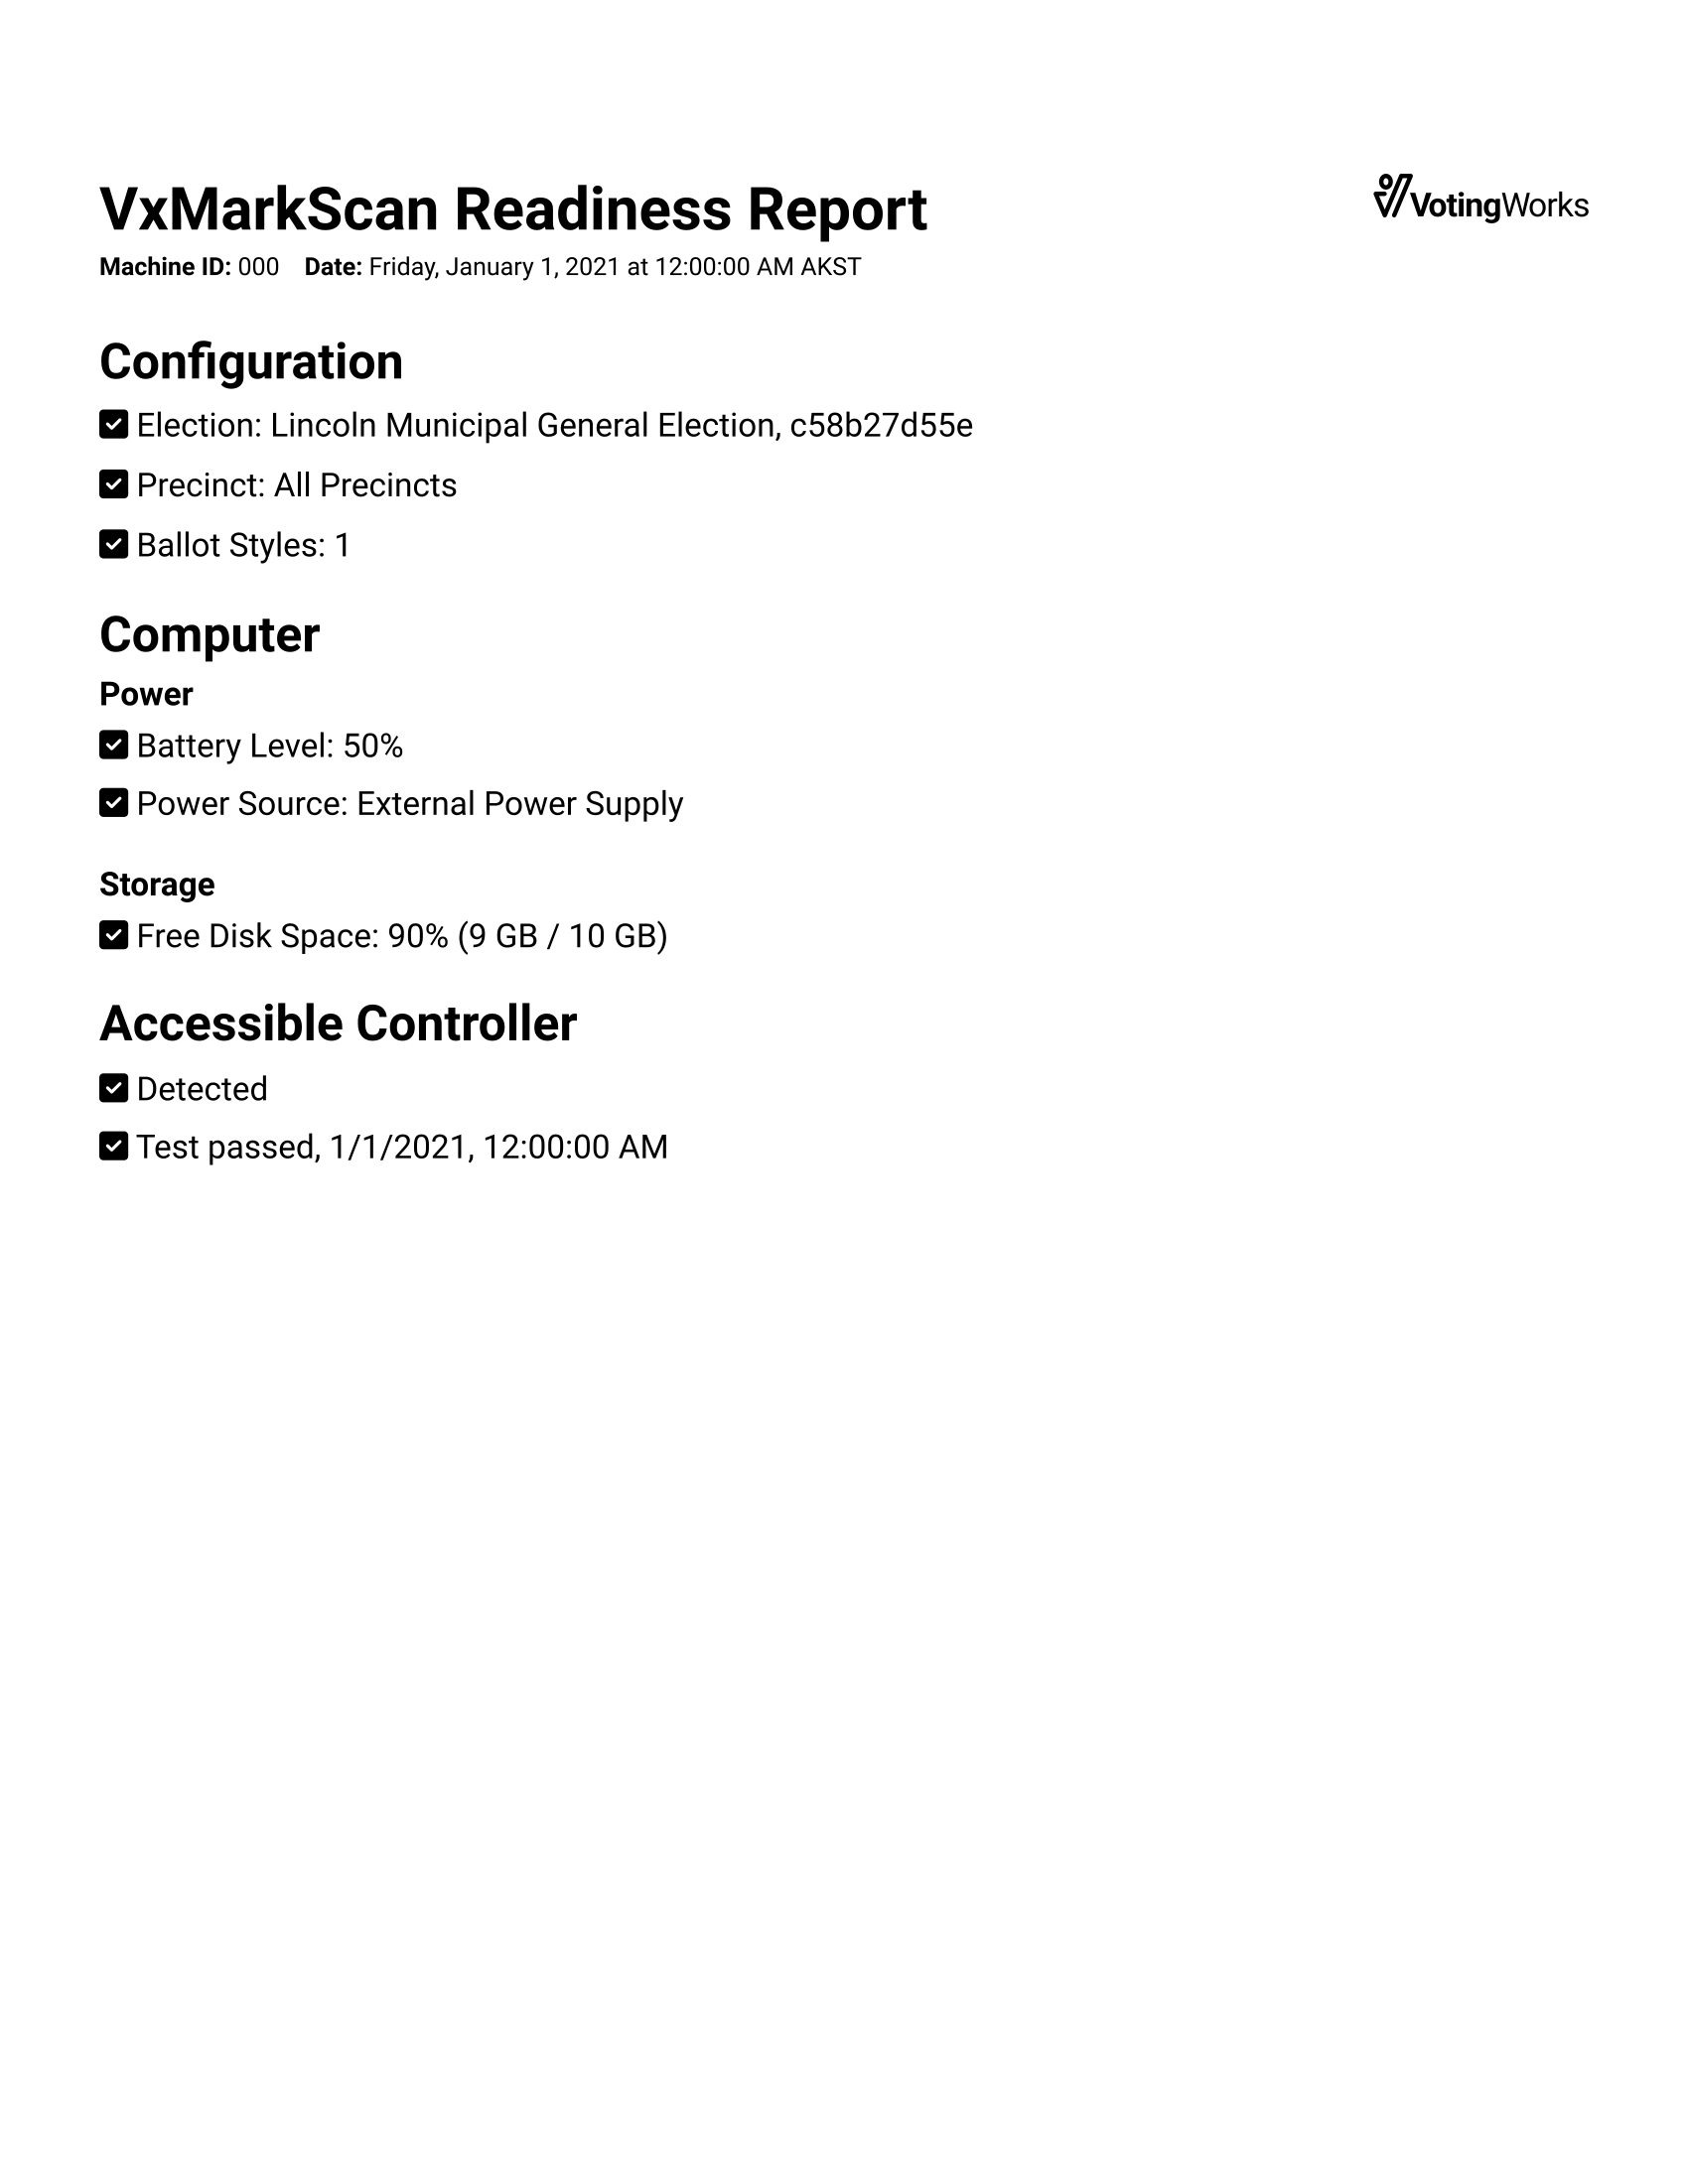 VxMarkScan Readiness Report
VotingWorks
Machine ID: 000 Date: Friday, January 1, 2021 at 12:00:00 AM AKST
Configuration
Election: Lincoln Municipal General Election, c58b27d55e
Precinct: All Precincts
Ballot Styles: 1
Computer
Power
Battery Level: 50%
Power Source: External Power Supply
Storage
Free Disk Space: 90% (9 GB / 10 GB)
Accessible Controller
Detected
Test passed, 1/1/2021, 12:00:00 AM